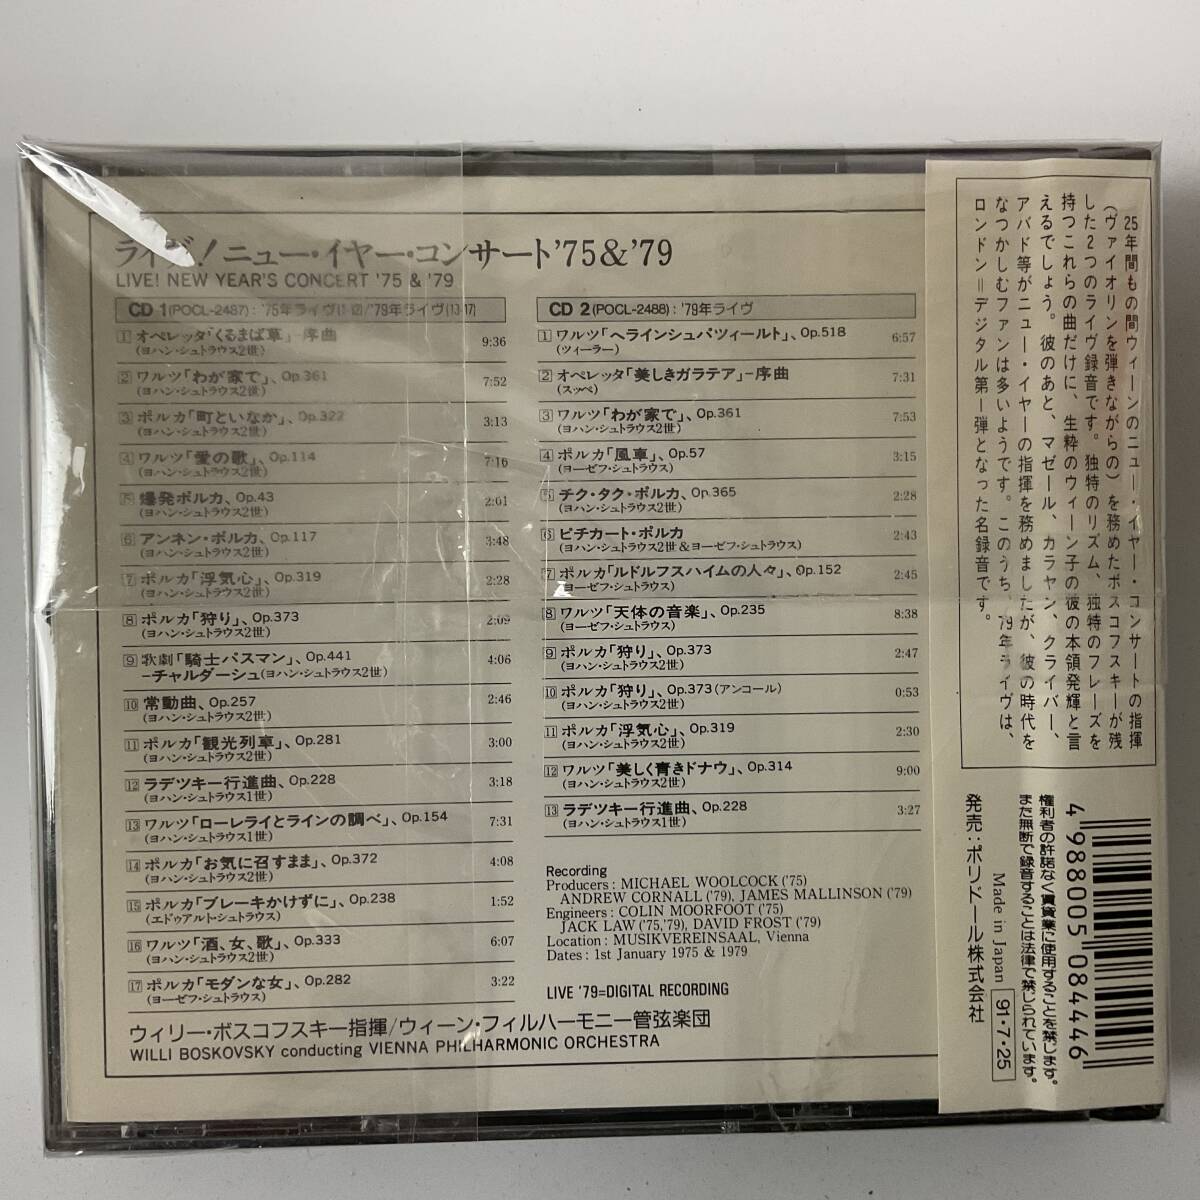 ライヴ!ニュー・イヤー・コンサート'75&'79
LIVE! NEW YEAR'S CONCERT '75 & '79
CD 1(POCL-2487):'75年ライヴ(1-12)/'79年ライヴ(13-17)
1 オペレッタ「くるまば草」-序曲 9:36
(ヨハン・シュトラウス2世)
2 ワルツ「わが家で」、Op.361 7:52
(ヨハン・シュトラウス2世)
3 ポルカ「町といなか」、Op.322 3:13
(ヨハン・シュトラウス2世)
4 ワルツ「愛の歌」、Op.114 7:16
(ヨハン・シュトラウス2世)
5 爆発ポルカ、Op.43 2:01
(ヨハン・シュトラウス2世)
6 アンネン・ポルカ、Op.117 3:48
(ヨハン・シュトラウス2世)
7 ポルカ「浮気心」、Op.319 2:28
(ヨハン・シュトラウス2世)
8 ポルカ「狩り」、Op.373 2:09
(ヨハン・シュトラウス2世)
9 歌劇「騎士パスマン」、Op.441 4:06
-チャルダーシュ(ヨハン・シュトラウス2世)
10 常動曲、Op.257 2:46
(ヨハン・シュトラウス2世)
11 ポルカ「観光列車」、Op.281 3:00
(ヨハン・シュトラウス2世)
12 ラデツキー行進曲、Op.228 3:18
(ヨハン・シュトラウス1世)
13 ワルツ「ローレライとラインの調べ」、Op.154 7:31
(ヨハン・シュトラウス1世)
14 ポルカ「お気に召すまま」、Op.372 4:08
(ヨハン・シュトラウス2世)
15 ポルカ「ブレーキかけずに」、Op.238 1:52
(エドゥアルト・シュトラウス)
16 ワルツ「酒、女、歌」、Op.333 6:07
(ヨハン・シュトラウス2世)
17 ポルカ「モダンな女」、Op.282 3:22
(ヨーゼフ・シュトラウス)
CD 2(POCL-2488):'79年ライヴ
1 ワルツ「ヘラインシュパツィールト」、Op.518 6:57
(ツィーラー)
2 オペレッタ「美しきガラテア」-序曲 7:31
(スッペ)
3 ワルツ「わが家で」、Op.361 7:53
(ヨハン・シュトラウス2世)
4 ポルカ「風車」、Op.57 3:15
(ヨーゼフ・シュトラウス)
5 チク・タク・ポルカ、Op.365 2:28
(ヨハン・シュトラウス2世)
6 ピチカート・ポルカ 2:43
(ヨハン・シュトラウス2世&ヨーゼフ・シュトラウス)
7 ポルカ「ルドルフスハイムの人々」、Op.152 2:45
(ヨーゼフ・シュトラウス)
8 ワルツ「天体の音楽」、Op.235 8:38
(ヨーゼフ・シュトラウス)
9 ポルカ「狩り」、Op.373 2:47
(ヨハン・シュトラウス2世)
10 ポルカ「狩り」、Op.373(アンコール) 0:53
(ヨハン・シュトラウス2世)
11 ポルカ「浮気心」、Op.319 2:30
(ヨハン・シュトラウス2世)
12 ワルツ「美しく青きドナウ」、Op.314 9:00
(ヨハン・シュトラウス2世)
13 ラデツキー行進曲、Op.228 3:27
(ヨハン・シュトラウス1世)
Recording
Producers : MICHAEL WOOLCOCK ('75)
ANDREW CORNALL ('79), JAMES MALLINSON ('79)
Engineers : COLIN MOORFOOT ('75)
JACK LAW ('75,'79), DAVID FROST ('79)
Location : MUSIKVEREINSAAL, Vienna
Dates : 1st January 1975 & 1979
LIVE '79=DIGITAL RECORDING
ウィリー・ボスコフスキー指揮/ウィーン・フィルハーモニー管弦楽団
WILLI BOSKOVSKY conducting VIENNA PHILHARMONIC ORCHESTRA
25年間もの間ウィーンのニュー・イヤー・コンサートの指揮
(ヴァイオリンを弾きながらの)を務めたボスコフスキーが残
した2つのライヴ録音です。独特のリズム、独特のフレーズを
持つこれらの曲だけに、生粋のウィーン子の彼の本領発揮と言
えるでしょう。彼のあと、マゼール、カラヤン、クライバー、
アバド等がニュー・イヤーの指揮を務めましたが、彼の時代を
なつかしむファンは多いようです。このうち、'79年ライヴは、
ロンドン=デジタル第1弾となった名録音です。
4 988005 084446
権利者の許諾なく賃貸業に使用することを禁じます。
また無断で録音することは法律で禁じられています。
Made in Japan 91・7・25
発売:ポリドール株式会社